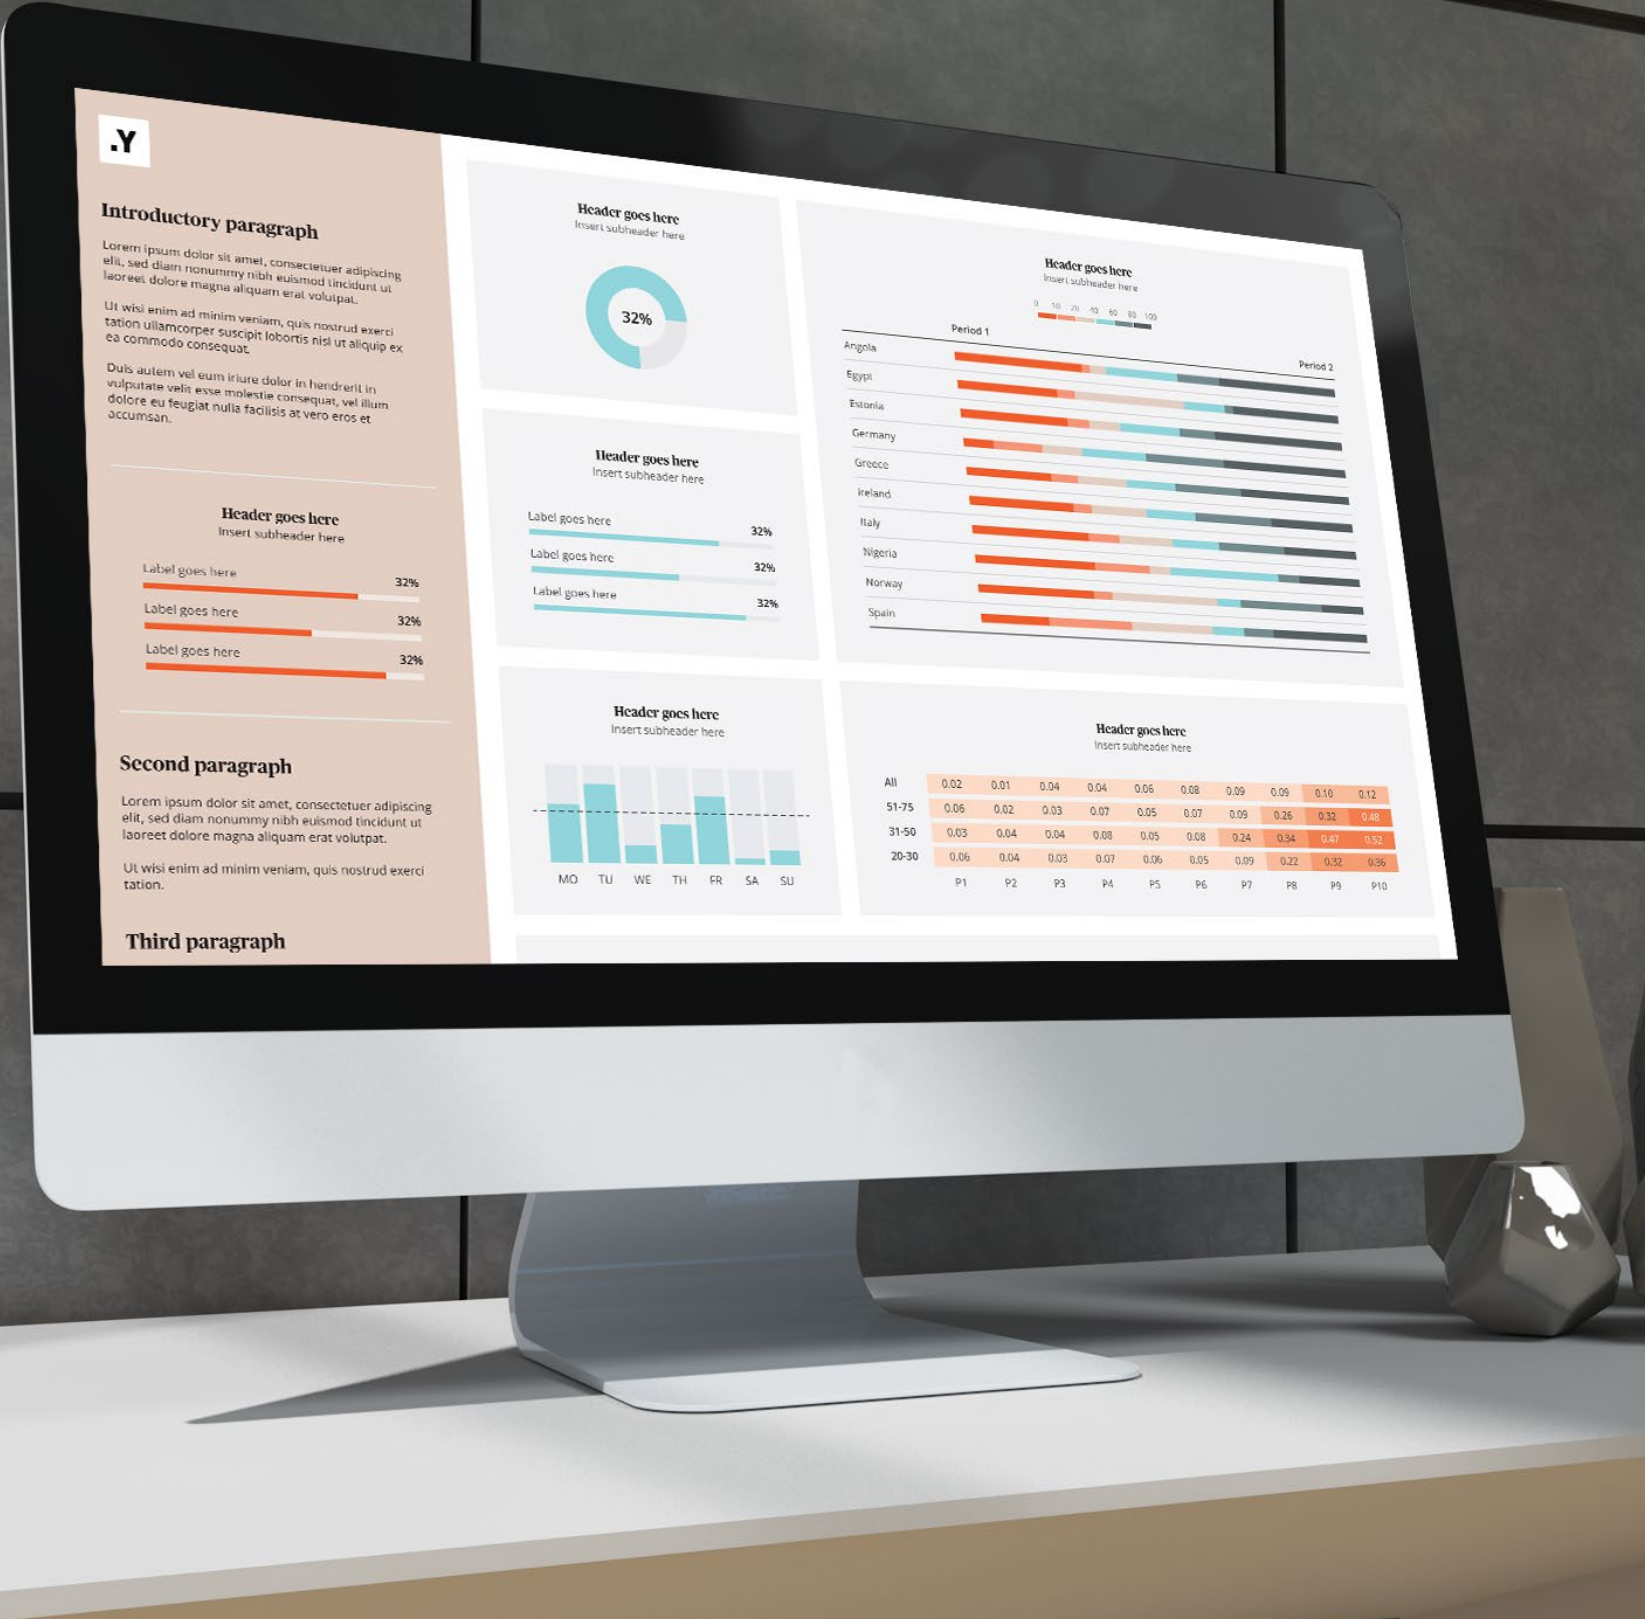 .Y
Introductory paragraph
Lorem ipsum dolor sit amet, consectetuer adipiscing
elit, sed diam nonummy nibh euismod tincidunt ut
laoreet dolore magna aliquam erat volutpat.
Ut wisi enim ad minim veniam, quis nostrud exerci
tation ullamcorper suscipit lobortis nisl ut aliquip ex
ea commodo consequat.
Duis autem vel eum iriure dolor in hendrerit in
vulputate velit esse molestie consequat, vel illum
dolore eu feugiat nulla facilisis at vero eros et
accumsan.
Header goes here
Insert subheader here
Label goes here 32%
Label goes here 32%
Label goes here 32%
Second paragraph
Lorem ipsum dolor sit amet, consectetuer adipiscing
elit, sed diam nonummy nibh euismod tincidunt ut
laoreet dolore magna aliquam erat volutpat.
Ut wisi enim ad minim veniam, quis nostrud exerci
tation.
Third paragraph
Header goes here
Insert subheader here
32%
Header goes here
Insert subheader here
Label goes here 32%
Label goes here 32%
Label goes here 32%
Header goes here
Insert subheader here
MO TU WE TH FR SA SU
Header goes here
Insert subheader here
0 10 20 40 60 80 100
Period 1 Period 2
Angola
Egypt
Estonia
Germany
Greece
Ireland
Italy
Nigeria
Norway
Spain
Header goes here
Insert subheader here
All 0.02 0.01 0.04 0.04 0.06 0.08 0.09 0.09 0.10 0.12
51-75 0.06 0.02 0.03 0.07 0.05 0.07 0.09 0.26 0.32 0.48
31-50 0.03 0.04 0.04 0.08 0.05 0.08 0.24 0.34 0.47 0.52
20-30 0.06 0.04 0.03 0.07 0.06 0.05 0.09 0.22 0.32 0.36
P1 P2 P3 P4 P5 P6 P7 P8 P9 P10